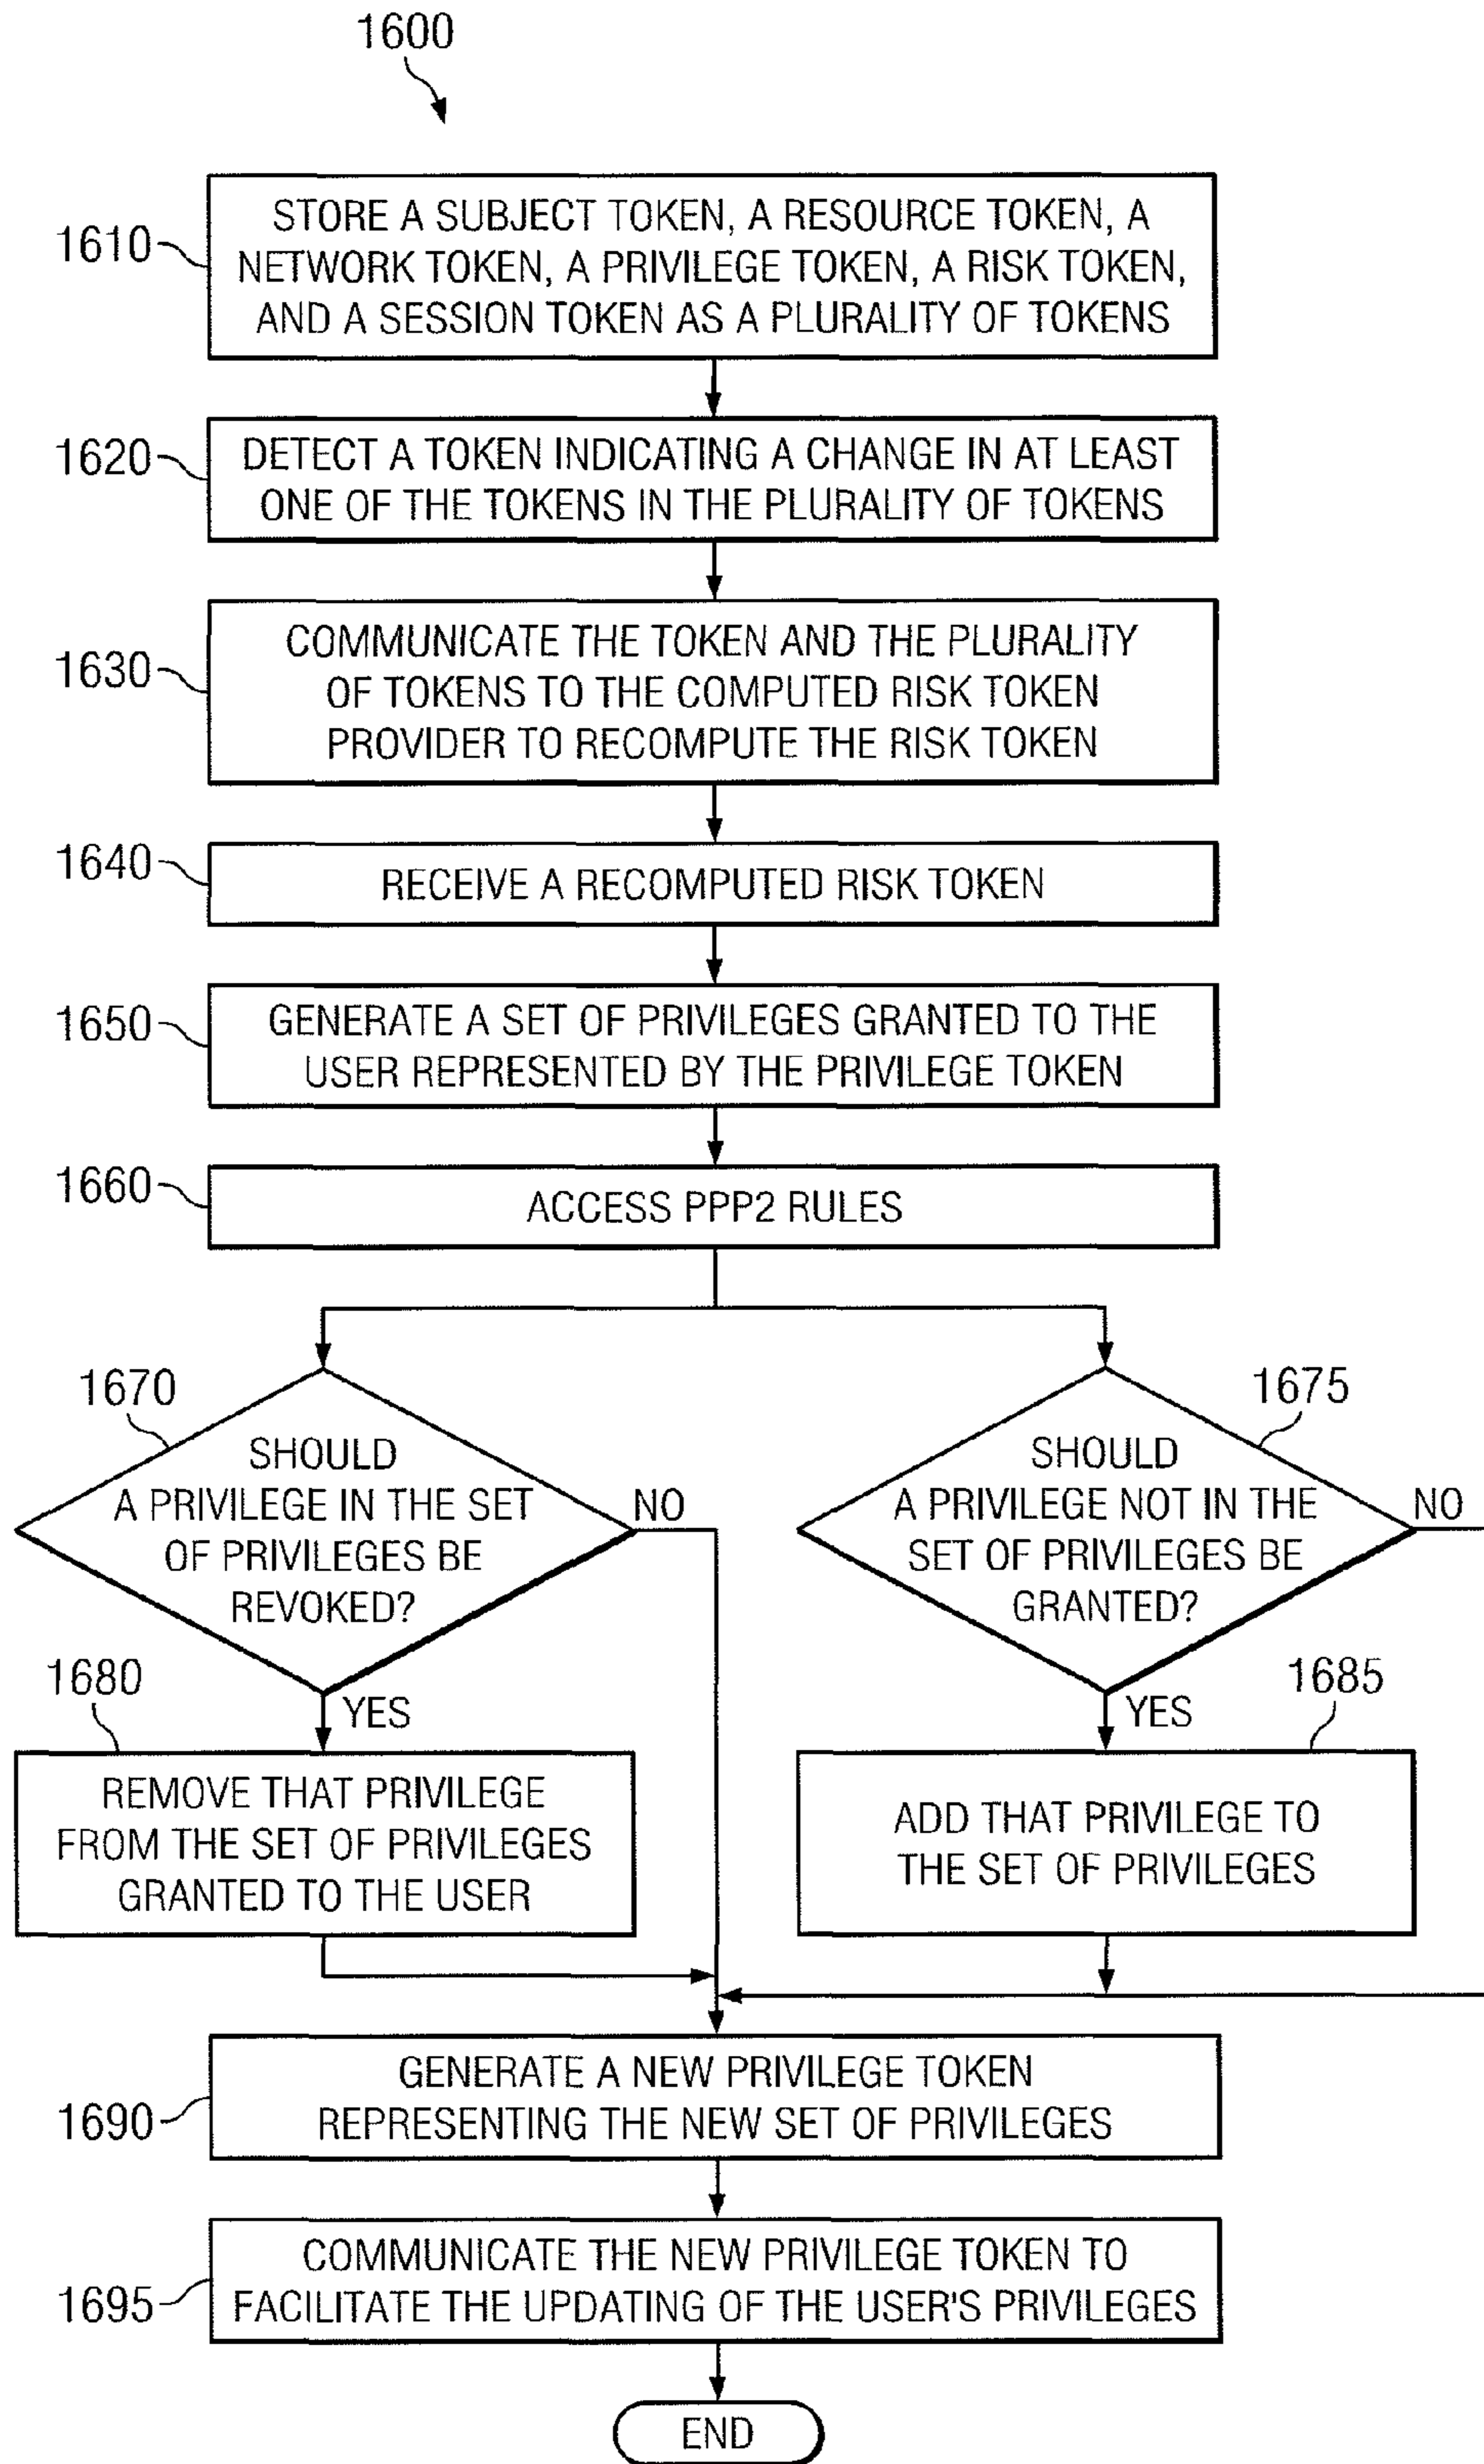 1600
1610
STORE A SUBJECT TOKEN, A RESOURCE TOKEN, A
NETWORK TOKEN, A PRIVILEGE TOKEN, A RISK TOKEN,
AND A SESSION TOKEN AS A PLURALITY OF TOKENS
1620
DETECT A TOKEN INDICATING A CHANGE IN AT LEAST
ONE OF THE TOKENS IN THE PLURALITY OF TOKENS
1630
COMMUNICATE THE TOKEN AND THE PLURALITY
OF TOKENS TO THE COMPUTED RISK TOKEN
PROVIDER TO RECOMPUTE THE RISK TOKEN
1640
RECEIVE A RECOMPUTED RISK TOKEN
1650
GENERATE A SET OF PRIVILEGES GRANTED TO THE
USER REPRESENTED BY THE PRIVILEGE TOKEN
1660
ACCESS PPP2 RULES
1670
SHOULD
A PRIVILEGE IN THE SET
OF PRIVILEGES BE
REVOKED?
NO
YES
1675
SHOULD
A PRIVILEGE NOT IN THE
SET OF PRIVILEGES BE
GRANTED?
NO
YES
1680
REMOVE THAT PRIVILEGE
FROM THE SET OF PRIVILEGES
GRANTED TO THE USER
1685
ADD THAT PRIVILEGE TO
THE SET OF PRIVILEGES
1690
GENERATE A NEW PRIVILEGE TOKEN
REPRESENTING THE NEW SET OF PRIVILEGES
1695
COMMUNICATE THE NEW PRIVILEGE TOKEN TO
FACILITATE THE UPDATING OF THE USER'S PRIVILEGES
END